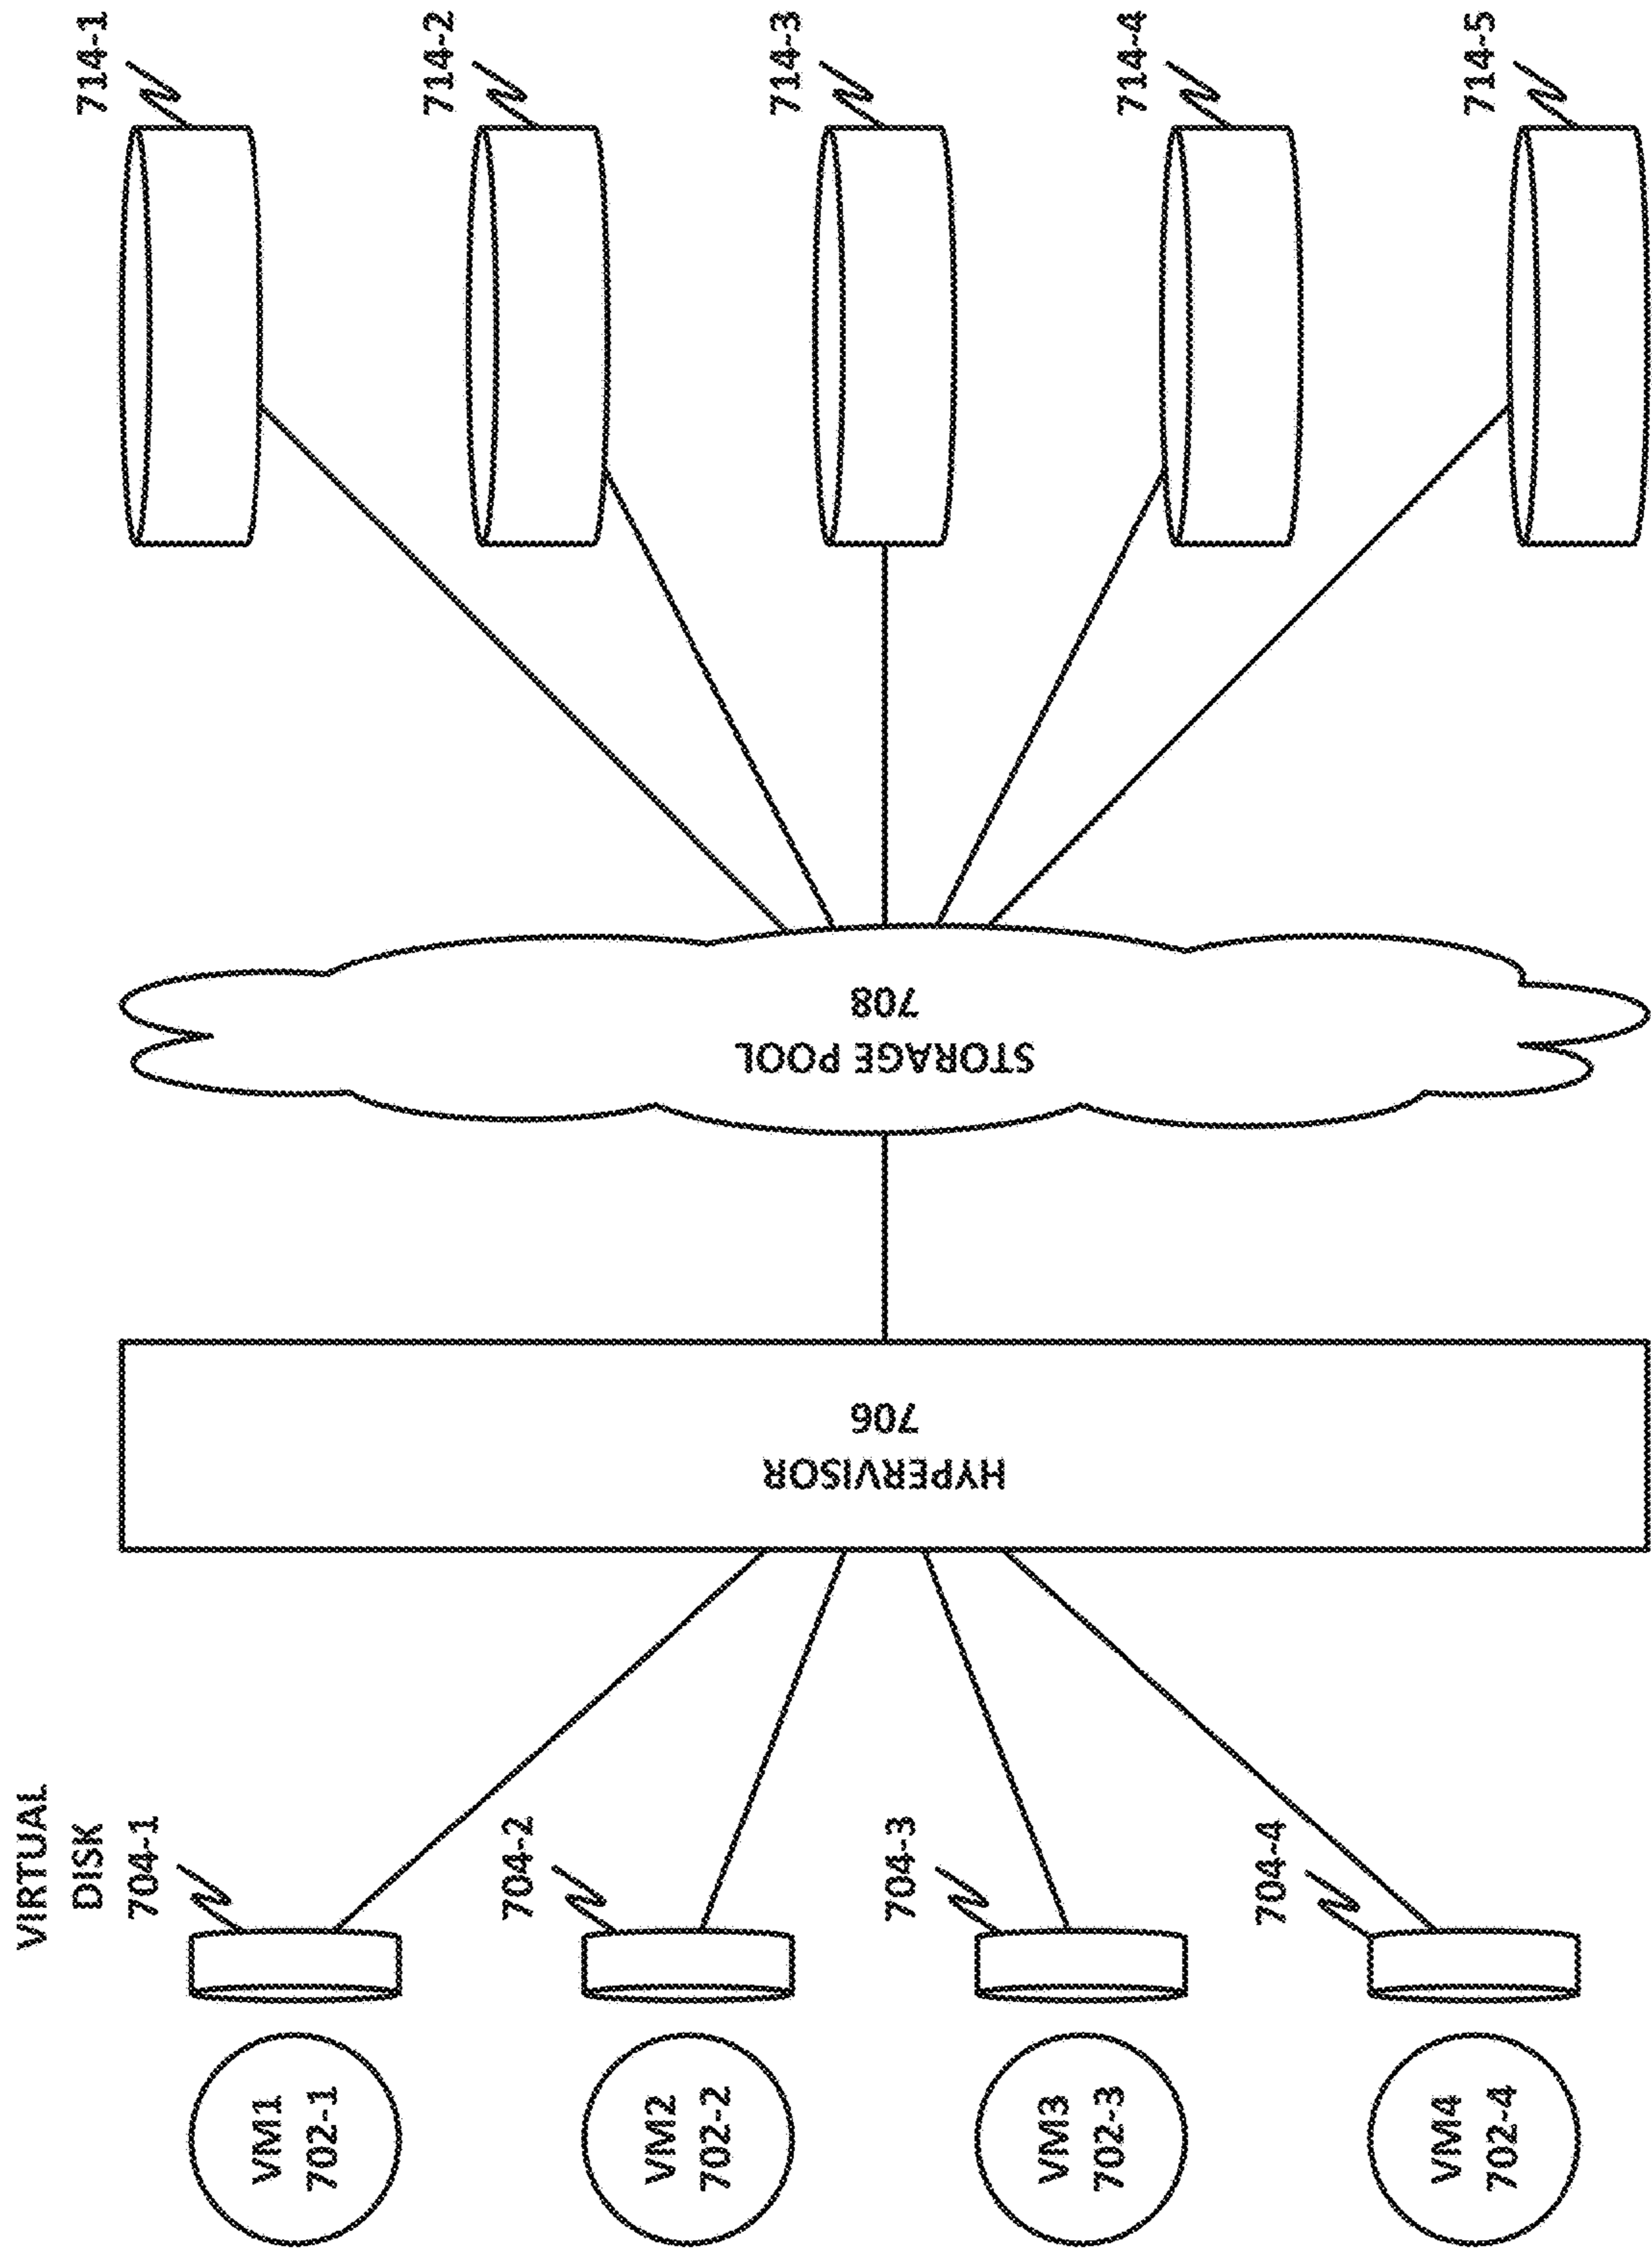 VIRTUAL
DISK
704-1
704-2
704-3
704-4
VM1
702-1
VM2
702-2
VM3
702-3
VM4
702-4
HYPERVISOR
706
STORAGE POOL
708
714-1
714-2
714-3
714-4
714-5